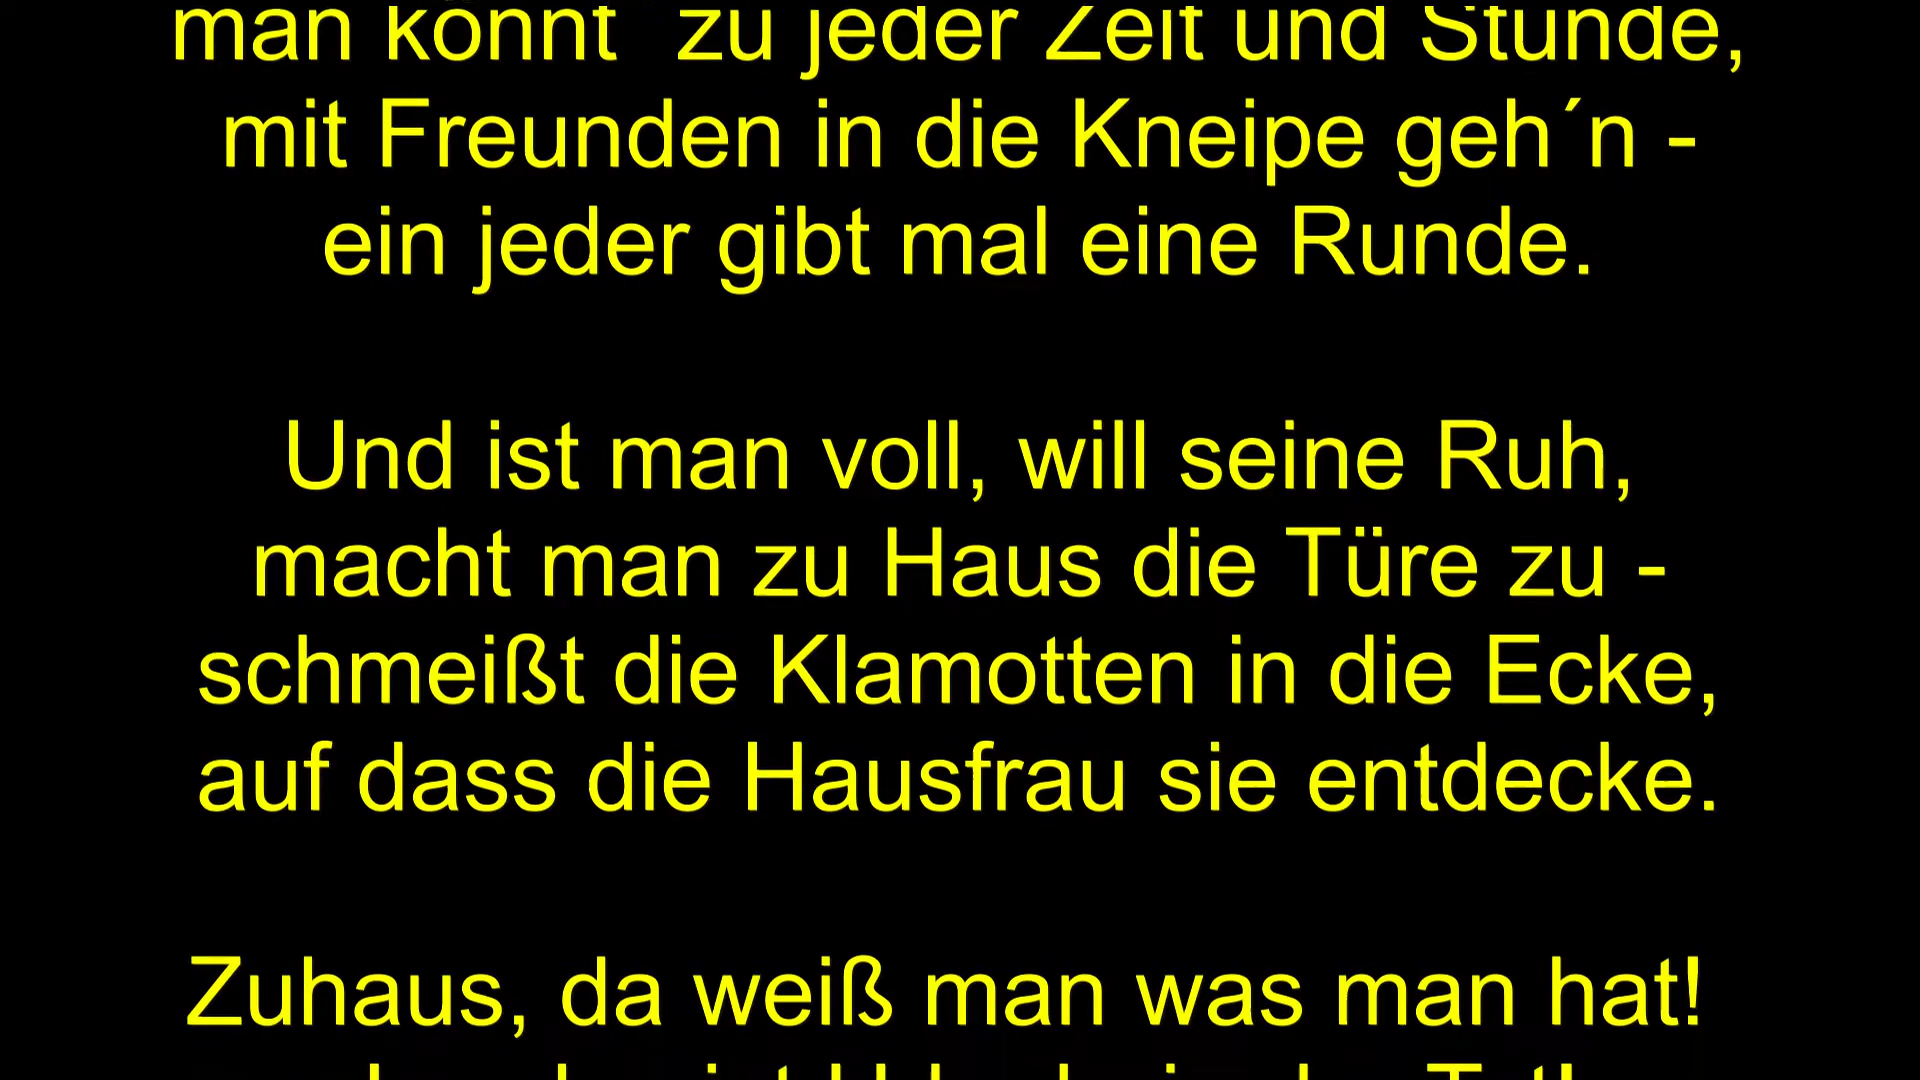 man könnt´ zu jeder Zeit und Stunde,
mit Freunden in die Kneipe geh´n -
ein jeder gibt mal eine Runde.
Und ist man voll, will seine Ruh,
macht man zu Haus die Türe zu -
schmeißt die Klamotten in die Ecke,
auf dass die Hausfrau sie entdecke.
Zuhaus, da weiß man was man hat!